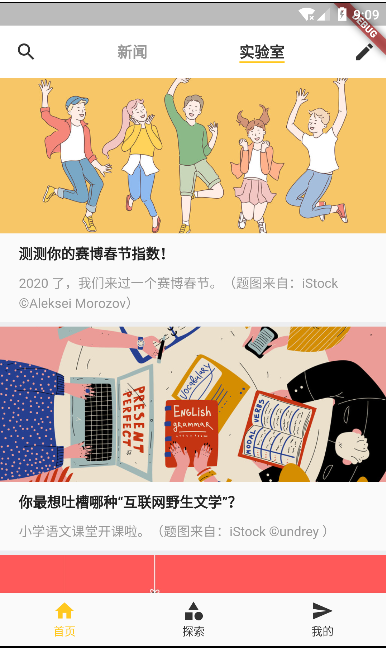 9:09
DEBUG
新闻
实验室
测测你的赛博春节指数！
2020 了，我们来过一个赛博春节。（题图来自：iStock
©Aleksei Morozov）
PRESENT
PERFECT
VOCABULARY
ENGLISH
grammar
MODAL VERBS
你最想吐槽哪种“互联网野生文学”？
小学语文课堂开课啦。（题图来自：iStock ©undrey ）
首页
探索
我的